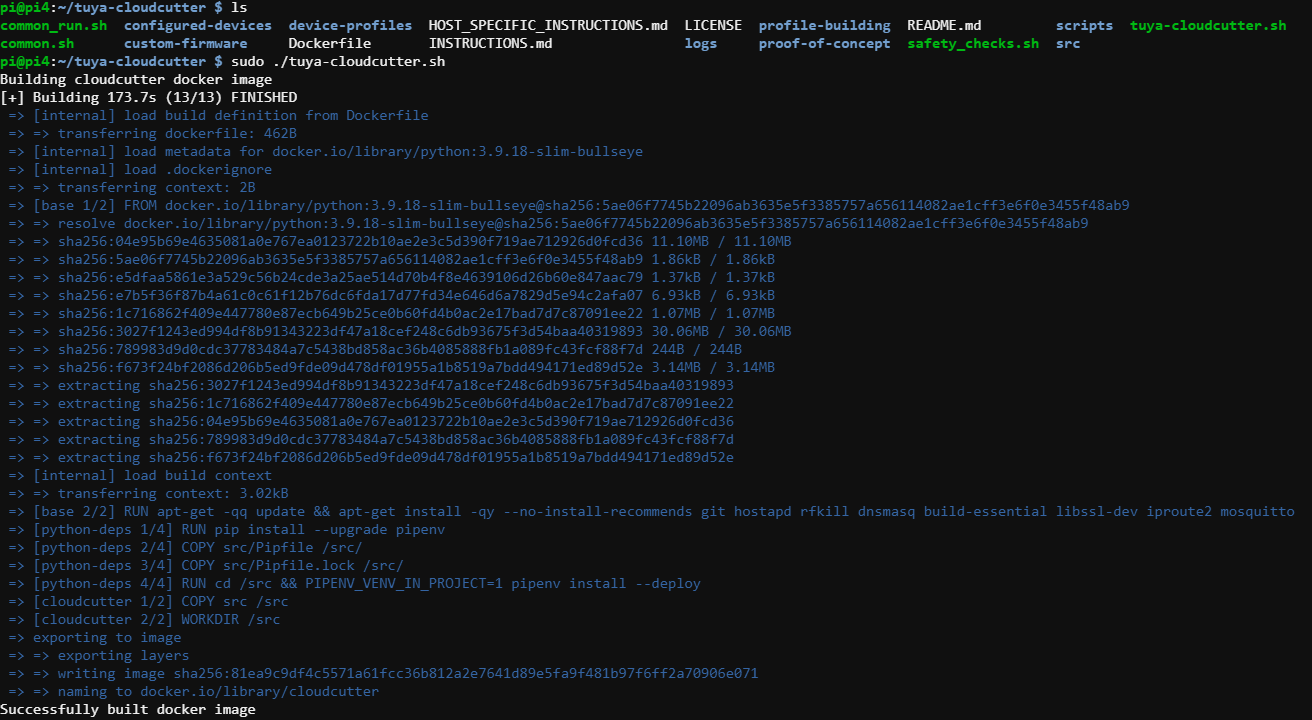 pi@pi4:~/tuya-cloudcutter $ ls
common_run.sh configured-devices device-profiles HOST_SPECIFIC_INSTRUCTIONS.md LICENSE profile-building README.md scripts tuya-cloudcutter.sh
common.sh custom-firmware Dockerfile INSTRUCTIONS.md logs proof-of-concept safety_checks.sh src
pi@pi4:~/tuya-cloudcutter $ sudo ./tuya-cloudcutter.sh
Building cloudcutter docker image
[+] Building 173.7s (13/13) FINISHED
=> [internal] load build definition from Dockerfile
=> => transferring dockerfile: 462B
=> [internal] load metadata for docker.io/library/python:3.9.18-slim-bullseye
=> [internal] load .dockerignore
=> => transferring context: 2B
=> [base 1/2] FROM docker.io/library/python:3.9.18-slim-bullseye@sha256:5ae06f7745b22096ab3635e5f3385757a656114082ae1cff3e6f0e3455f48ab9
=> => resolve docker.io/library/python:3.9.18-slim-bullseye@sha256:5ae06f7745b22096ab3635e5f3385757a656114082ae1cff3e6f0e3455f48ab9
=> => sha256:04e95b69e4635081a0e767ea0123722b10ae2e3c5d390f719ae712926d0fcd36 11.10MB / 11.10MB
=> => sha256:5ae06f7745b22096ab3635e5f3385757a656114082ae1cff3e6f0e3455f48ab9 1.86kB / 1.86kB
=> => sha256:e5dfaa5861e3a529c56b24cde3a25ae514d70b4f8e4639106d26b60e847aac79 1.37kB / 1.37kB
=> => sha256:e7b5f36f87b4a61c0c61f12b76dc6fda17d77fd34e646d6a7829d5e94c2afa07 6.93kB / 6.93kB
=> => sha256:1c716862f409e447780e87ecb649b25ce0b60fd4b0ac2e17bad7d7c87091ee22 1.07MB / 1.07MB
=> => sha256:3027f1243ed994df8b91343223df47a18cef248c6db93675f3d54baa40319893 30.06MB / 30.06MB
=> => sha256:789983d9d0cdc37783484a7c5438bd858ac36b4085888fb1a089fc43fcf88f7d 244B / 244B
=> => sha256:f673f24bf2086d206b5ed9fde09d478df01955a1b8519a7bdd494171ed89d52e 3.14MB / 3.14MB
=> => extracting sha256:3027f1243ed994df8b91343223df47a18cef248c6db93675f3d54baa40319893
=> => extracting sha256:1c716862f409e447780e87ecb649b25ce0b60fd4b0ac2e17bad7d7c87091ee22
=> => extracting sha256:04e95b69e4635081a0e767ea0123722b10ae2e3c5d390f719ae712926d0fcd36
=> => extracting sha256:789983d9d0cdc37783484a7c5438bd858ac36b4085888fb1a089fc43fcf88f7d
=> => extracting sha256:f673f24bf2086d206b5ed9fde09d478df01955a1b8519a7bdd494171ed89d52e
=> [internal] load build context
=> => transferring context: 3.02kB
=> [base 2/2] RUN apt-get -qq update && apt-get install -qy --no-install-recommends git hostapd rfkill dnsmasq build-essential libssl-dev iproute2 mosquitto
=> [python-deps 1/4] RUN pip install --upgrade pipenv
=> [python-deps 2/4] COPY src/Pipfile /src/
=> [python-deps 3/4] COPY src/Pipfile.lock /src/
=> [python-deps 4/4] RUN cd /src && PIPENV_VENV_IN_PROJECT=1 pipenv install --deploy
=> [cloudcutter 1/2] COPY src /src
=> [cloudcutter 2/2] WORKDIR /src
=> exporting to image
=> => exporting layers
=> => writing image sha256:81ea9c9df4c5571a61fcc36b812a2e7641d89e5fa9f481b97f6ff2a70906e071
=> => naming to docker.io/library/cloudcutter
Successfully built docker image